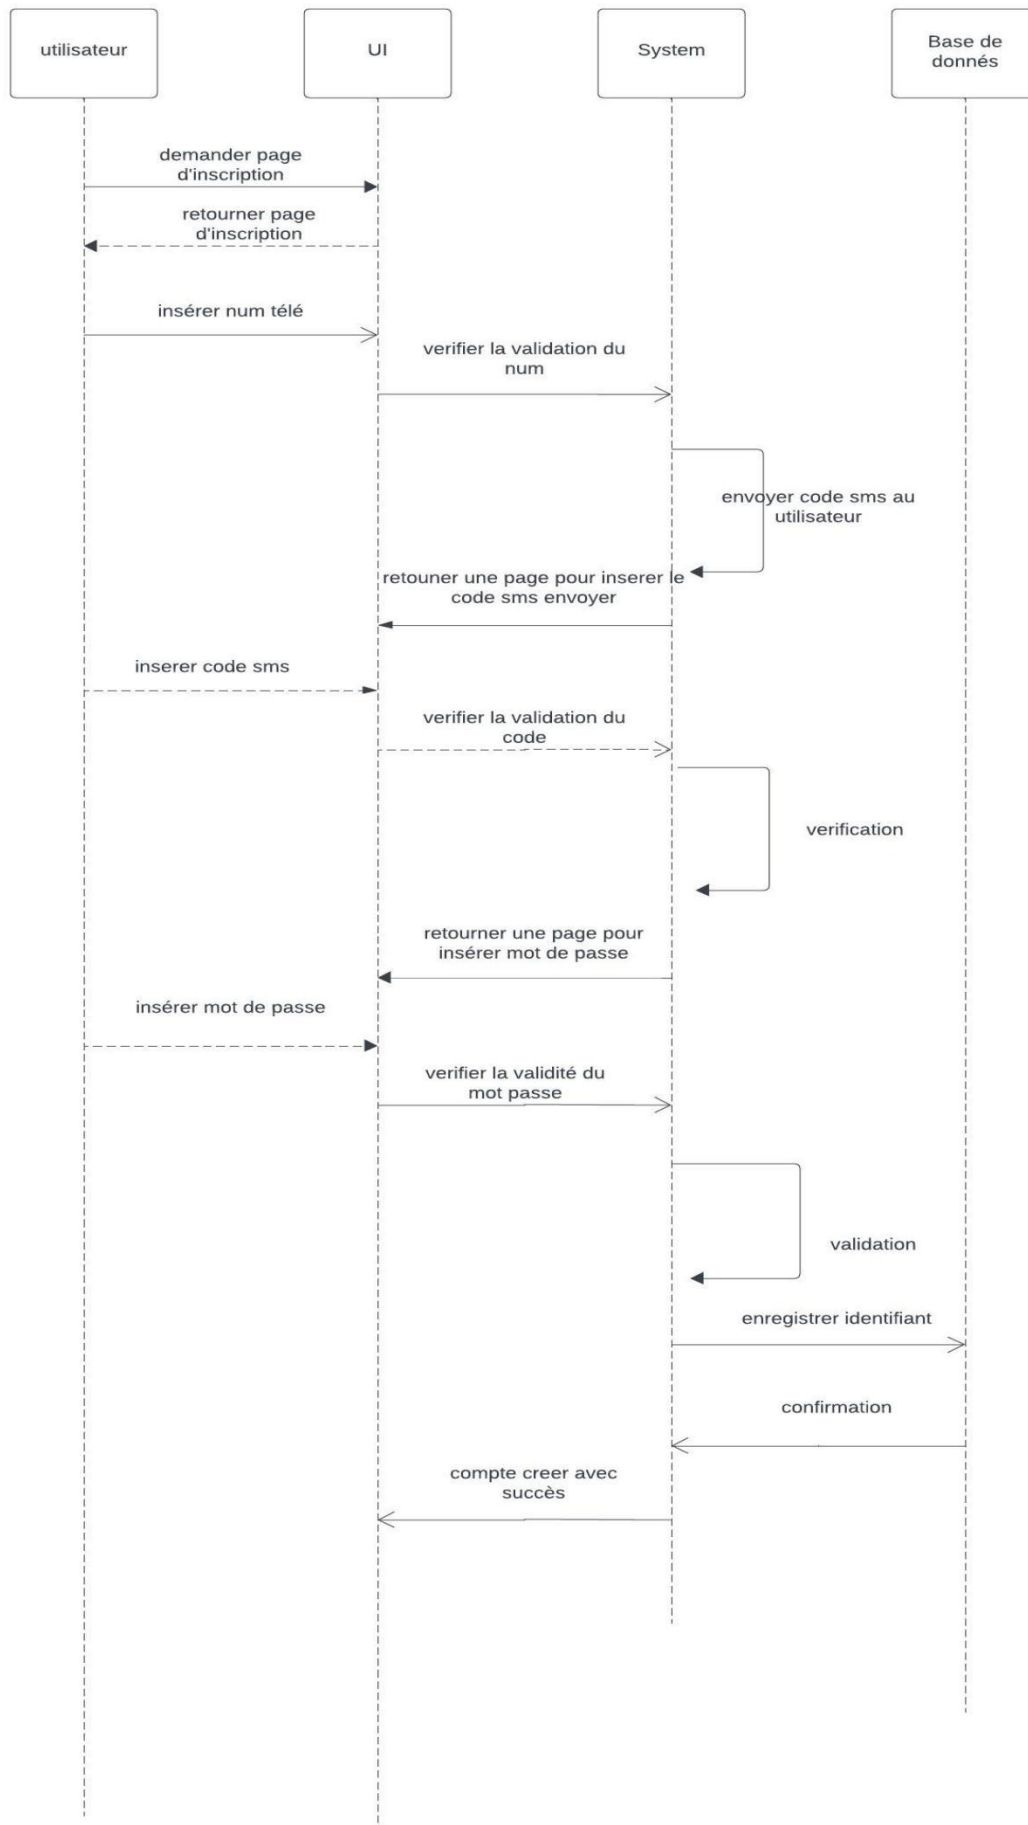 utilisateur
UI
System
Base de
donnés
demander page
d'inscription
retourner page
d'inscription
insérer num télé
verifier la validation du
num
envoyer code sms au
utilisateur
retouner une page pour inserer le
code sms envoyer
inserer code sms
verifier la validation du
code
verification
retourner une page pour
insérer mot de passe
insérer mot de passe
verifier la validité du
mot passe
validation
enregistrer identifiant
confirmation
compte creer avec
succès